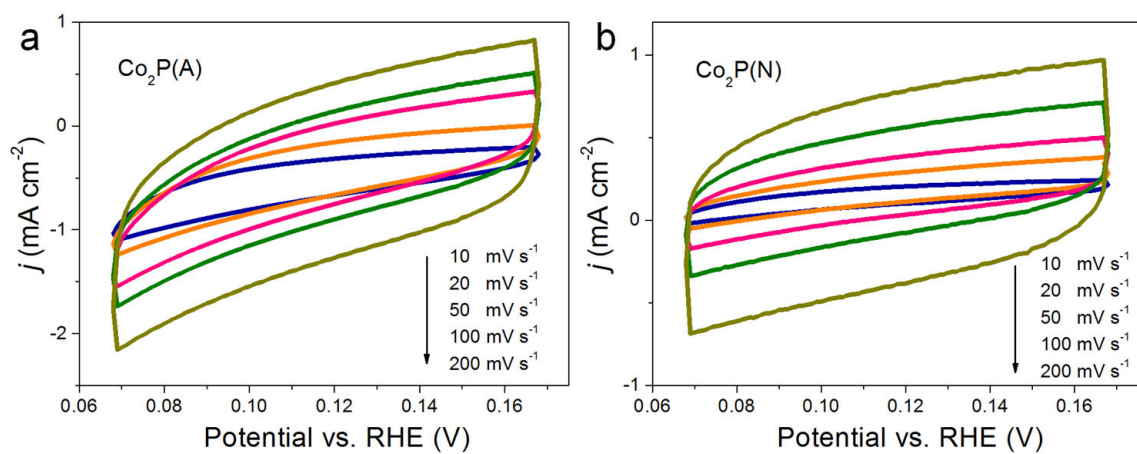 a
Co₂P(A)
j (mA cm⁻²)
1
0
-1
-2
10 mV s⁻¹
20 mV s⁻¹
50 mV s⁻¹
100 mV s⁻¹
200 mV s⁻¹
0.06 0.08 0.10 0.12 0.14 0.16
Potential vs. RHE (V)
b
Co₂P(N)
j (mA cm⁻²)
1
0
-1
10 mV s⁻¹
20 mV s⁻¹
50 mV s⁻¹
100 mV s⁻¹
200 mV s⁻¹
0.06 0.08 0.10 0.12 0.14 0.16
Potential vs. RHE (V)